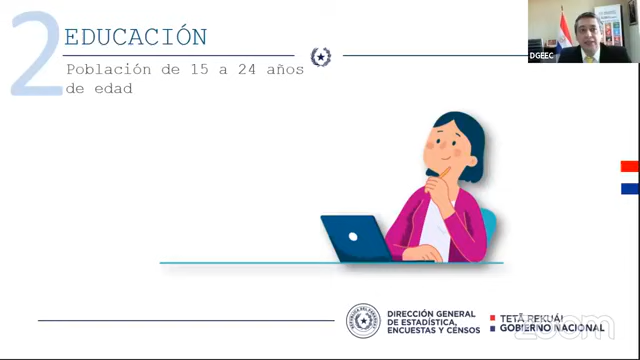 2 EDUCACIÓN
Población de 15 a 24 años
de edad
DGEEC
DIRECCIÓN GENERAL
DE ESTADÍSTICA,
ENCUESTAS Y CENSOS
TETÃ REKUÁI
GOBIERNO NACIONAL
zoom